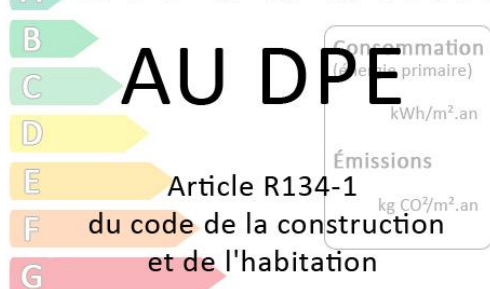 B
Consommation
AU DPE
(énergie primaire)
C
kWh/m².an
D
Émissions
E
Article R134-1
kg CO²/m².an
F
du code de la construction
et de l'habitation
G